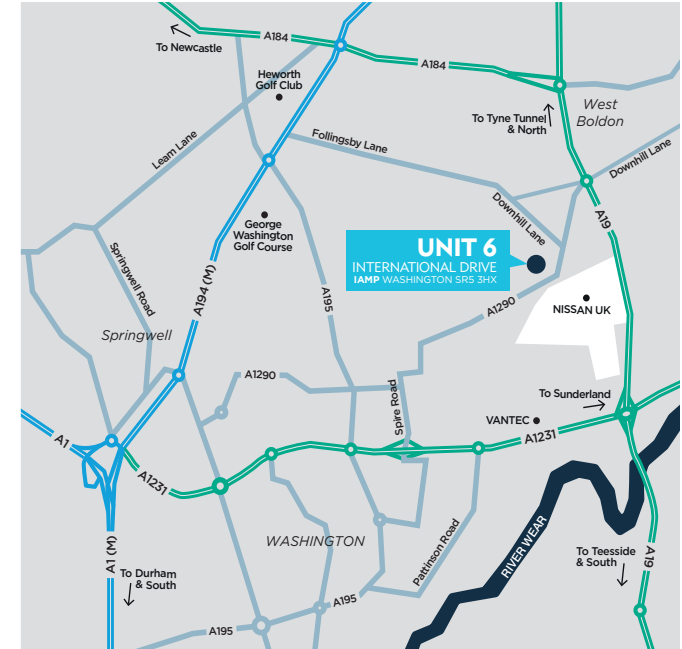 To Newcastle
A184
A184
Heworth
Golf Club
West
Boldon
To Tyne Tunnel
& North
Leam Lane
Follingsby Lane
Downhill Lane
Downhill Lane
A19
George
Washington
Golf Course
UNIT 6
INTERNATIONAL DRIVE
IAMP WASHINGTON SR5 3HX
Springwell Road
A194 (M)
A195
A1290
NISSAN UK
Springwell
A1290
Spire Road
To Sunderland
VANTEC
A1
A1231
A1231
WASHINGTON
Pattinson Road
RIVER WEAR
A1 (M)
To Durham
& South
To Teesside
& South
A19
A195
A195